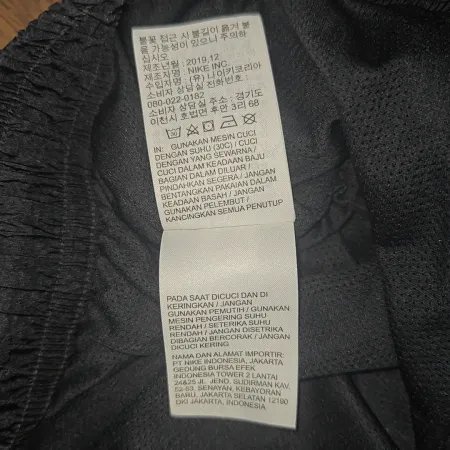 불꽃 접근 시 불길이 옮겨 붙
을 가능성이 있으니 주의하
십시오
제조년월 : 2019.12
제조자명 : NIKE INC.
수입자명 : (유) 나이키코리아
소비자 상담실 전화번호 :
080-022-0182
소비자 상담실 주소 : 경기도
이천시 호법면 후면 3리 68
IN: GUNAKAN MESIN CUCI
DENGAN SUHU (30C) / CUCI
DENGAN YANG SEWARNA /
CUCI DALAM KEADAAN BAJU
BAGIAN DALAM DILUAR /
PINDAHKAN SEGERA / JANGAN
BENTANGKAN PAKAIAN DALAM
KEADAAN BASAH / JANGAN
GUNAKAN PELEMBUT /
KANCINGKAN SEMUA PENUTUP
PADA SAAT DICUCI DAN DI
KERINGKAN / JANGAN
GUNAKAN PEMUTIH / GUNAKAN
MESIN PENGERING SUHU
RENDAH / SETERIKA SUHU
RENDAH / JANGAN DISETRIKA
DIBAGIAN BERCORAK / JANGAN
DICUCI KERING
NAMA DAN ALAMAT IMPORTIR:
PT NIKE INDONESIA, JAKARTA
GEDUNG BURSA EFEK
INDONESIA TOWER 2 LANTAI
24&25 JL. JEND. SUDIRMAN KAV.
52-53. SENAYAN, KEBAYORAN
BARU, JAKARTA SELATAN 12190
DKI JAKARTA, INDONESIA